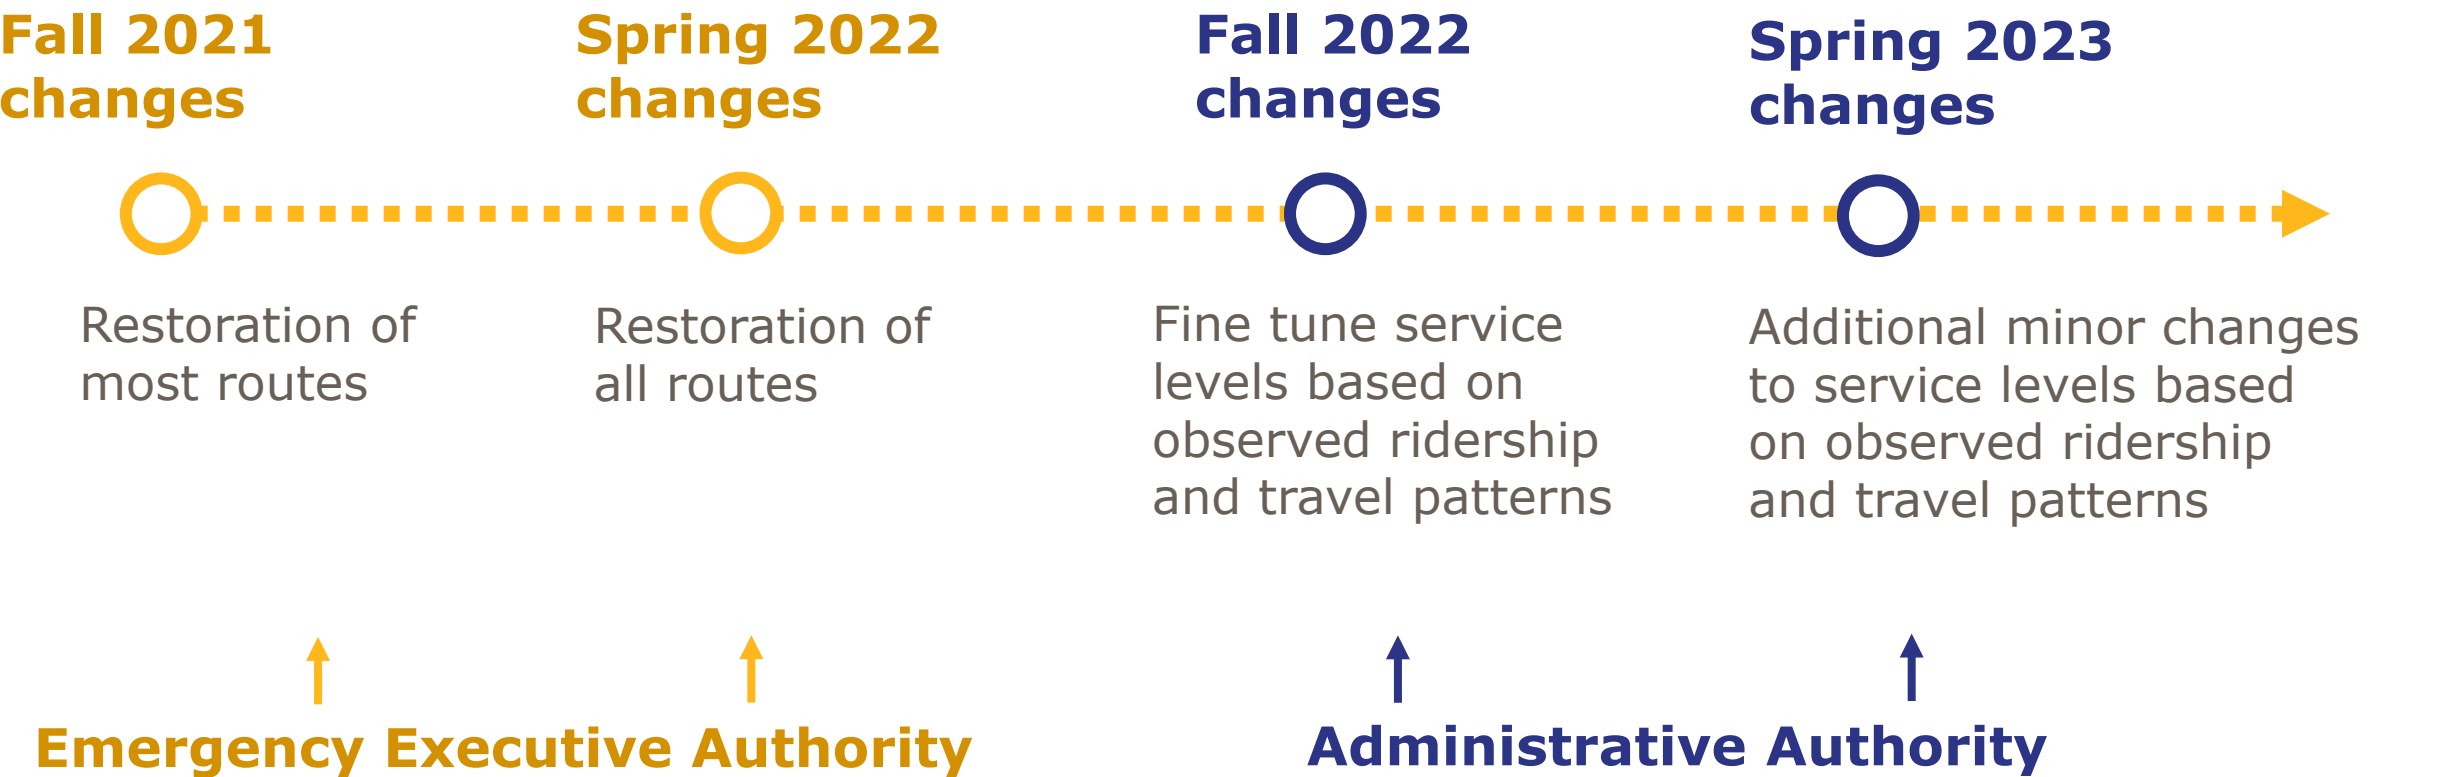 Fall 2021
changes
Spring 2022
changes
Fall 2022
changes
Spring 2023
changes
Restoration of
most routes
Restoration of
all routes
Fine tune service
levels based on
observed ridership
and travel patterns
Additional minor changes
to service levels based
on observed ridership
and travel patterns
Emergency Executive Authority
Administrative Authority